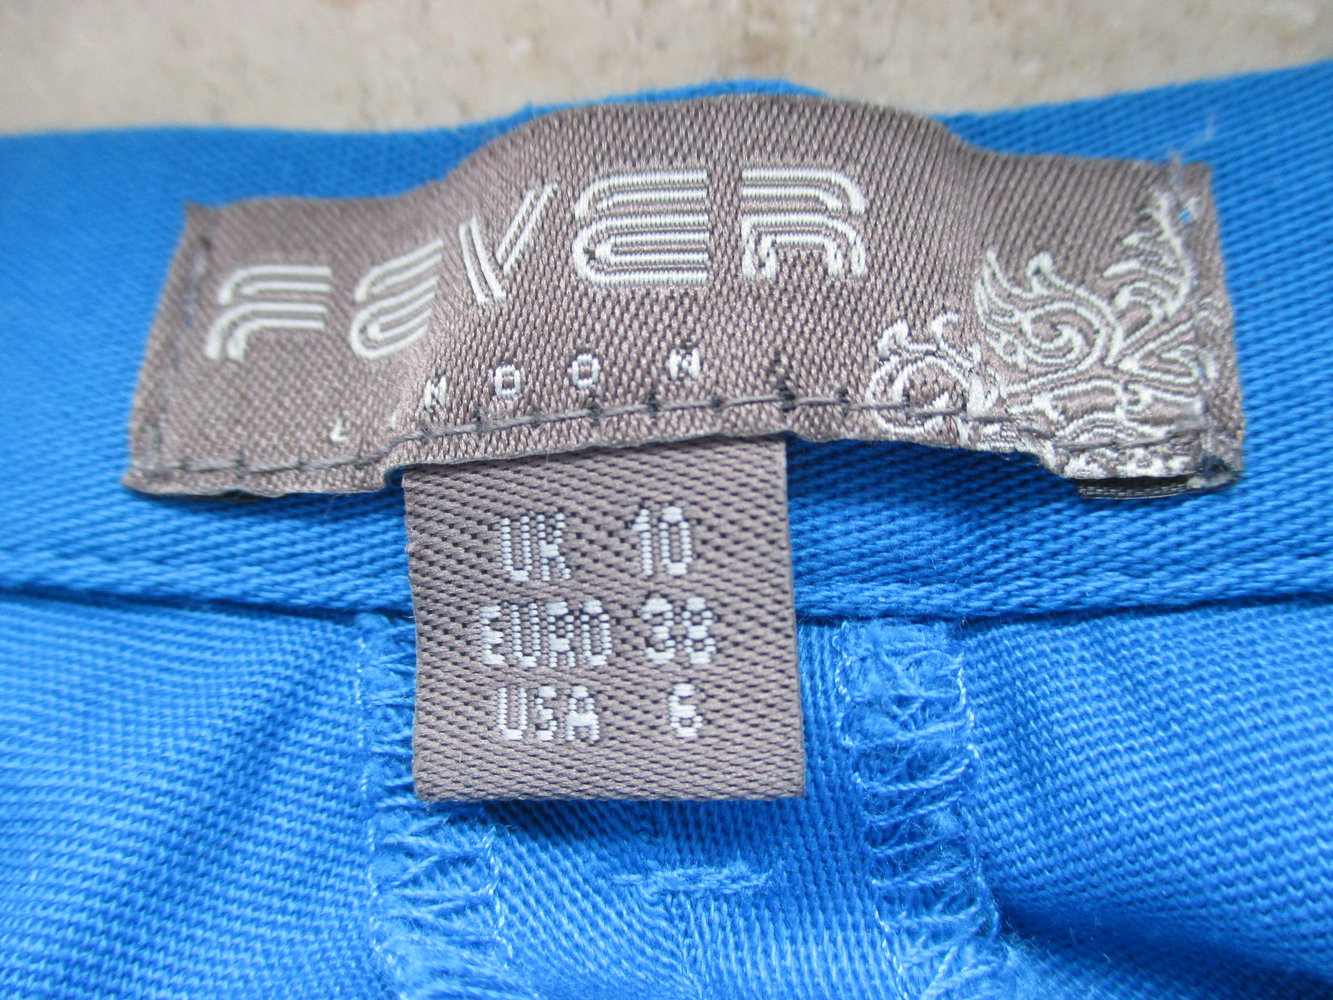 FEVER
LONDON
UK 10
EURO 38
USA 6